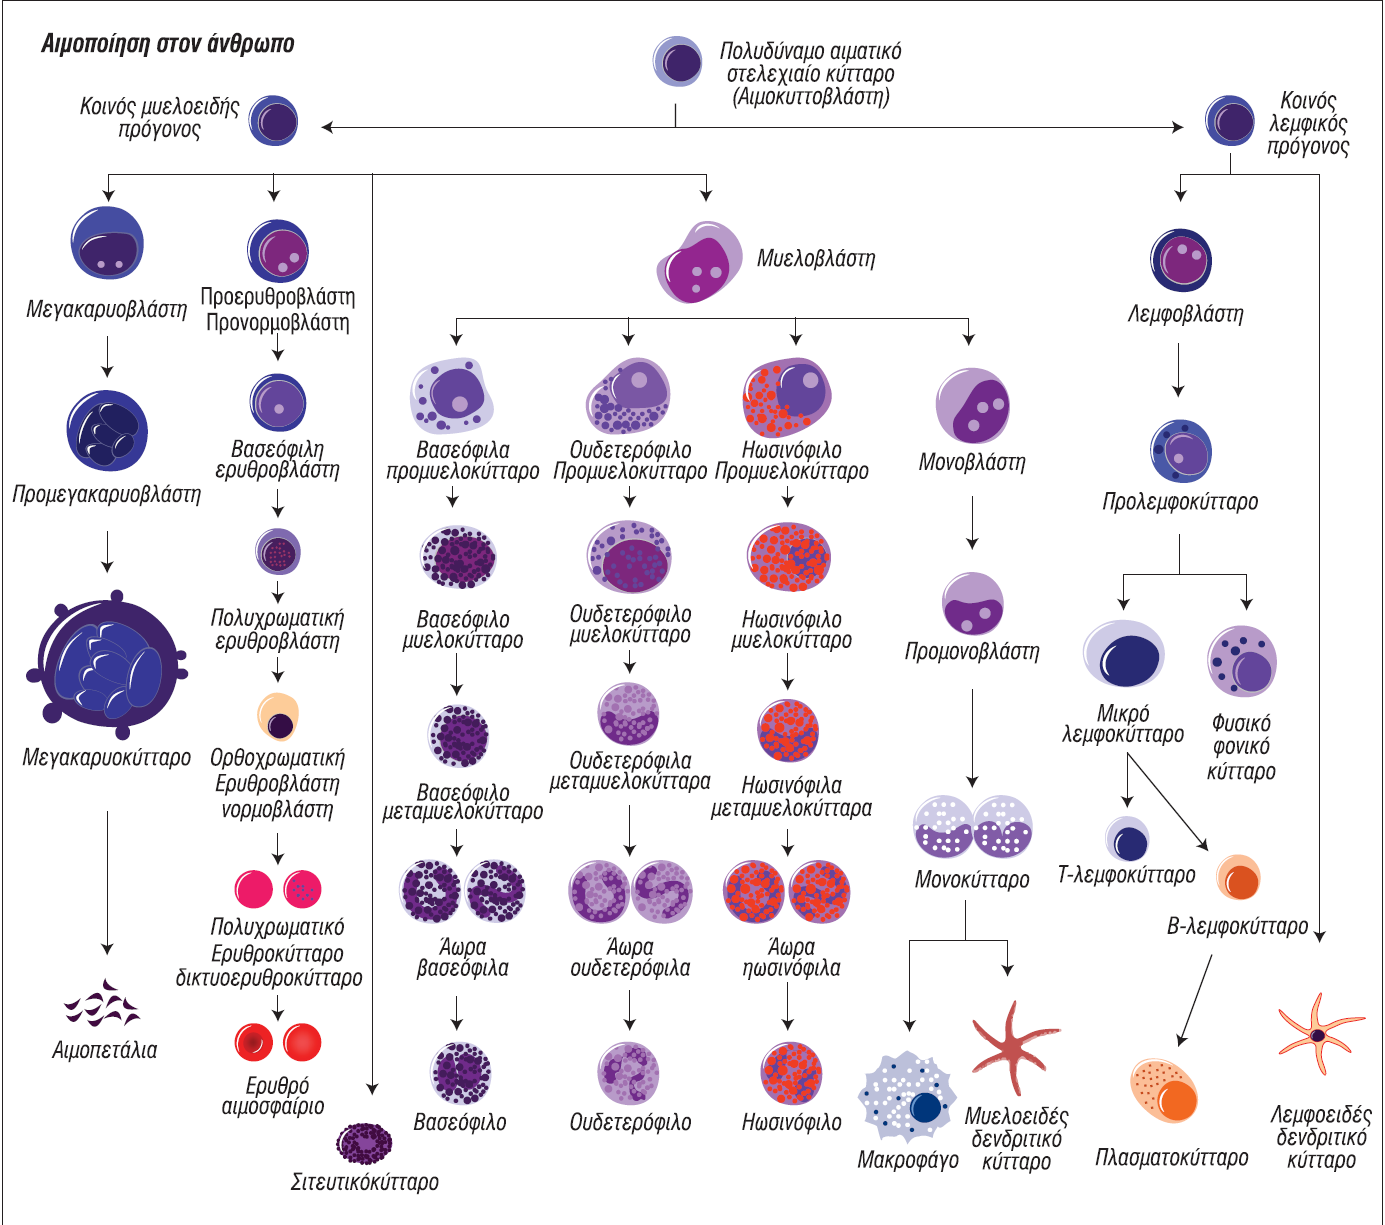 Αιμοποίηση στον άνθρωπο
Πολυδύναμο αιματικό
στελεχιαίο κύτταρο
(Αιμοκυττοβλάστη)
Κοινός μυελοειδής
πρόγονος
Κοινός
λεμφικός
πρόγονος
Μεγακαρυοβλάστη
Προερυθροβλάστη
Προνορμοβλάστη
Μυελοβλάστη
Λεμφοβλάστη
Προμεγακαρυοβλάστη
Βασεόφιλη
ερυθροβλάστη
Βασεόφιλα
προμυελοκύτταρο
Ουδετερόφιλο
Προμυελοκύτταρο
Ηωσινόφιλο
Προμυελοκύτταρο
Μονοβλάστη
Προλεμφοκύτταρο
Πολυχρωματική
ερυθροβλάστη
Βασεόφιλο
μυελοκύτταρο
Ουδετερόφιλο
μυελοκύτταρο
Ηωσινόφιλο
μυελοκύτταρο
Προμονοβλάστη
Μικρό
λεμφοκύτταρο
Φυσικό
φονικό
κύτταρο
Μεγακαρυοκύτταρο
Ορθοχρωματική
Ερυθροβλάστη
νορμοβλάστη
Βασεόφιλο
μεταμυελοκύτταρο
Ουδετερόφιλα
μεταμυελοκύτταρα
Ηωσινόφιλα
μεταμυελοκύτταρα
Μονοκύτταρο
Τ-λεμφοκύτταρο
Β-λεμφοκύτταρο
Πολυχρωματικό
Ερυθροκύτταρο
δικτυοερυθροκύτταρο
Άωρα
βασεόφιλα
Άωρα
ουδετερόφιλα
Άωρα
ηωσινόφιλα
Αιμοπετάλια
Ερυθρό
αιμοσφαίριο
Σιτευτικόκύτταρο
Βασεόφιλο
Ουδετερόφιλο
Ηωσινόφιλο
Μακροφάγο
Μυελοειδές
δενδριτικό
κύτταρο
Πλασματοκύτταρο
Λεμφοειδές
δενδριτικό
κύτταρο